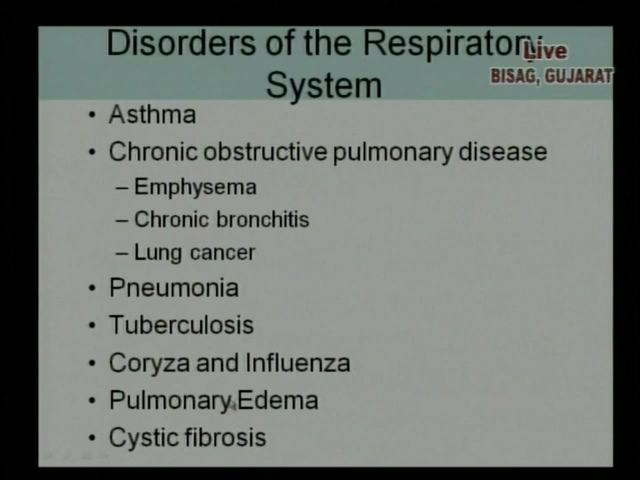 Disorders of the Respiratory
System
Live
BISAG, GUJARAT
• Asthma
• Chronic obstructive pulmonary disease
– Emphysema
– Chronic bronchitis
– Lung cancer
• Pneumonia
• Tuberculosis
• Coryza and Influenza
• Pulmonary Edema
• Cystic fibrosis